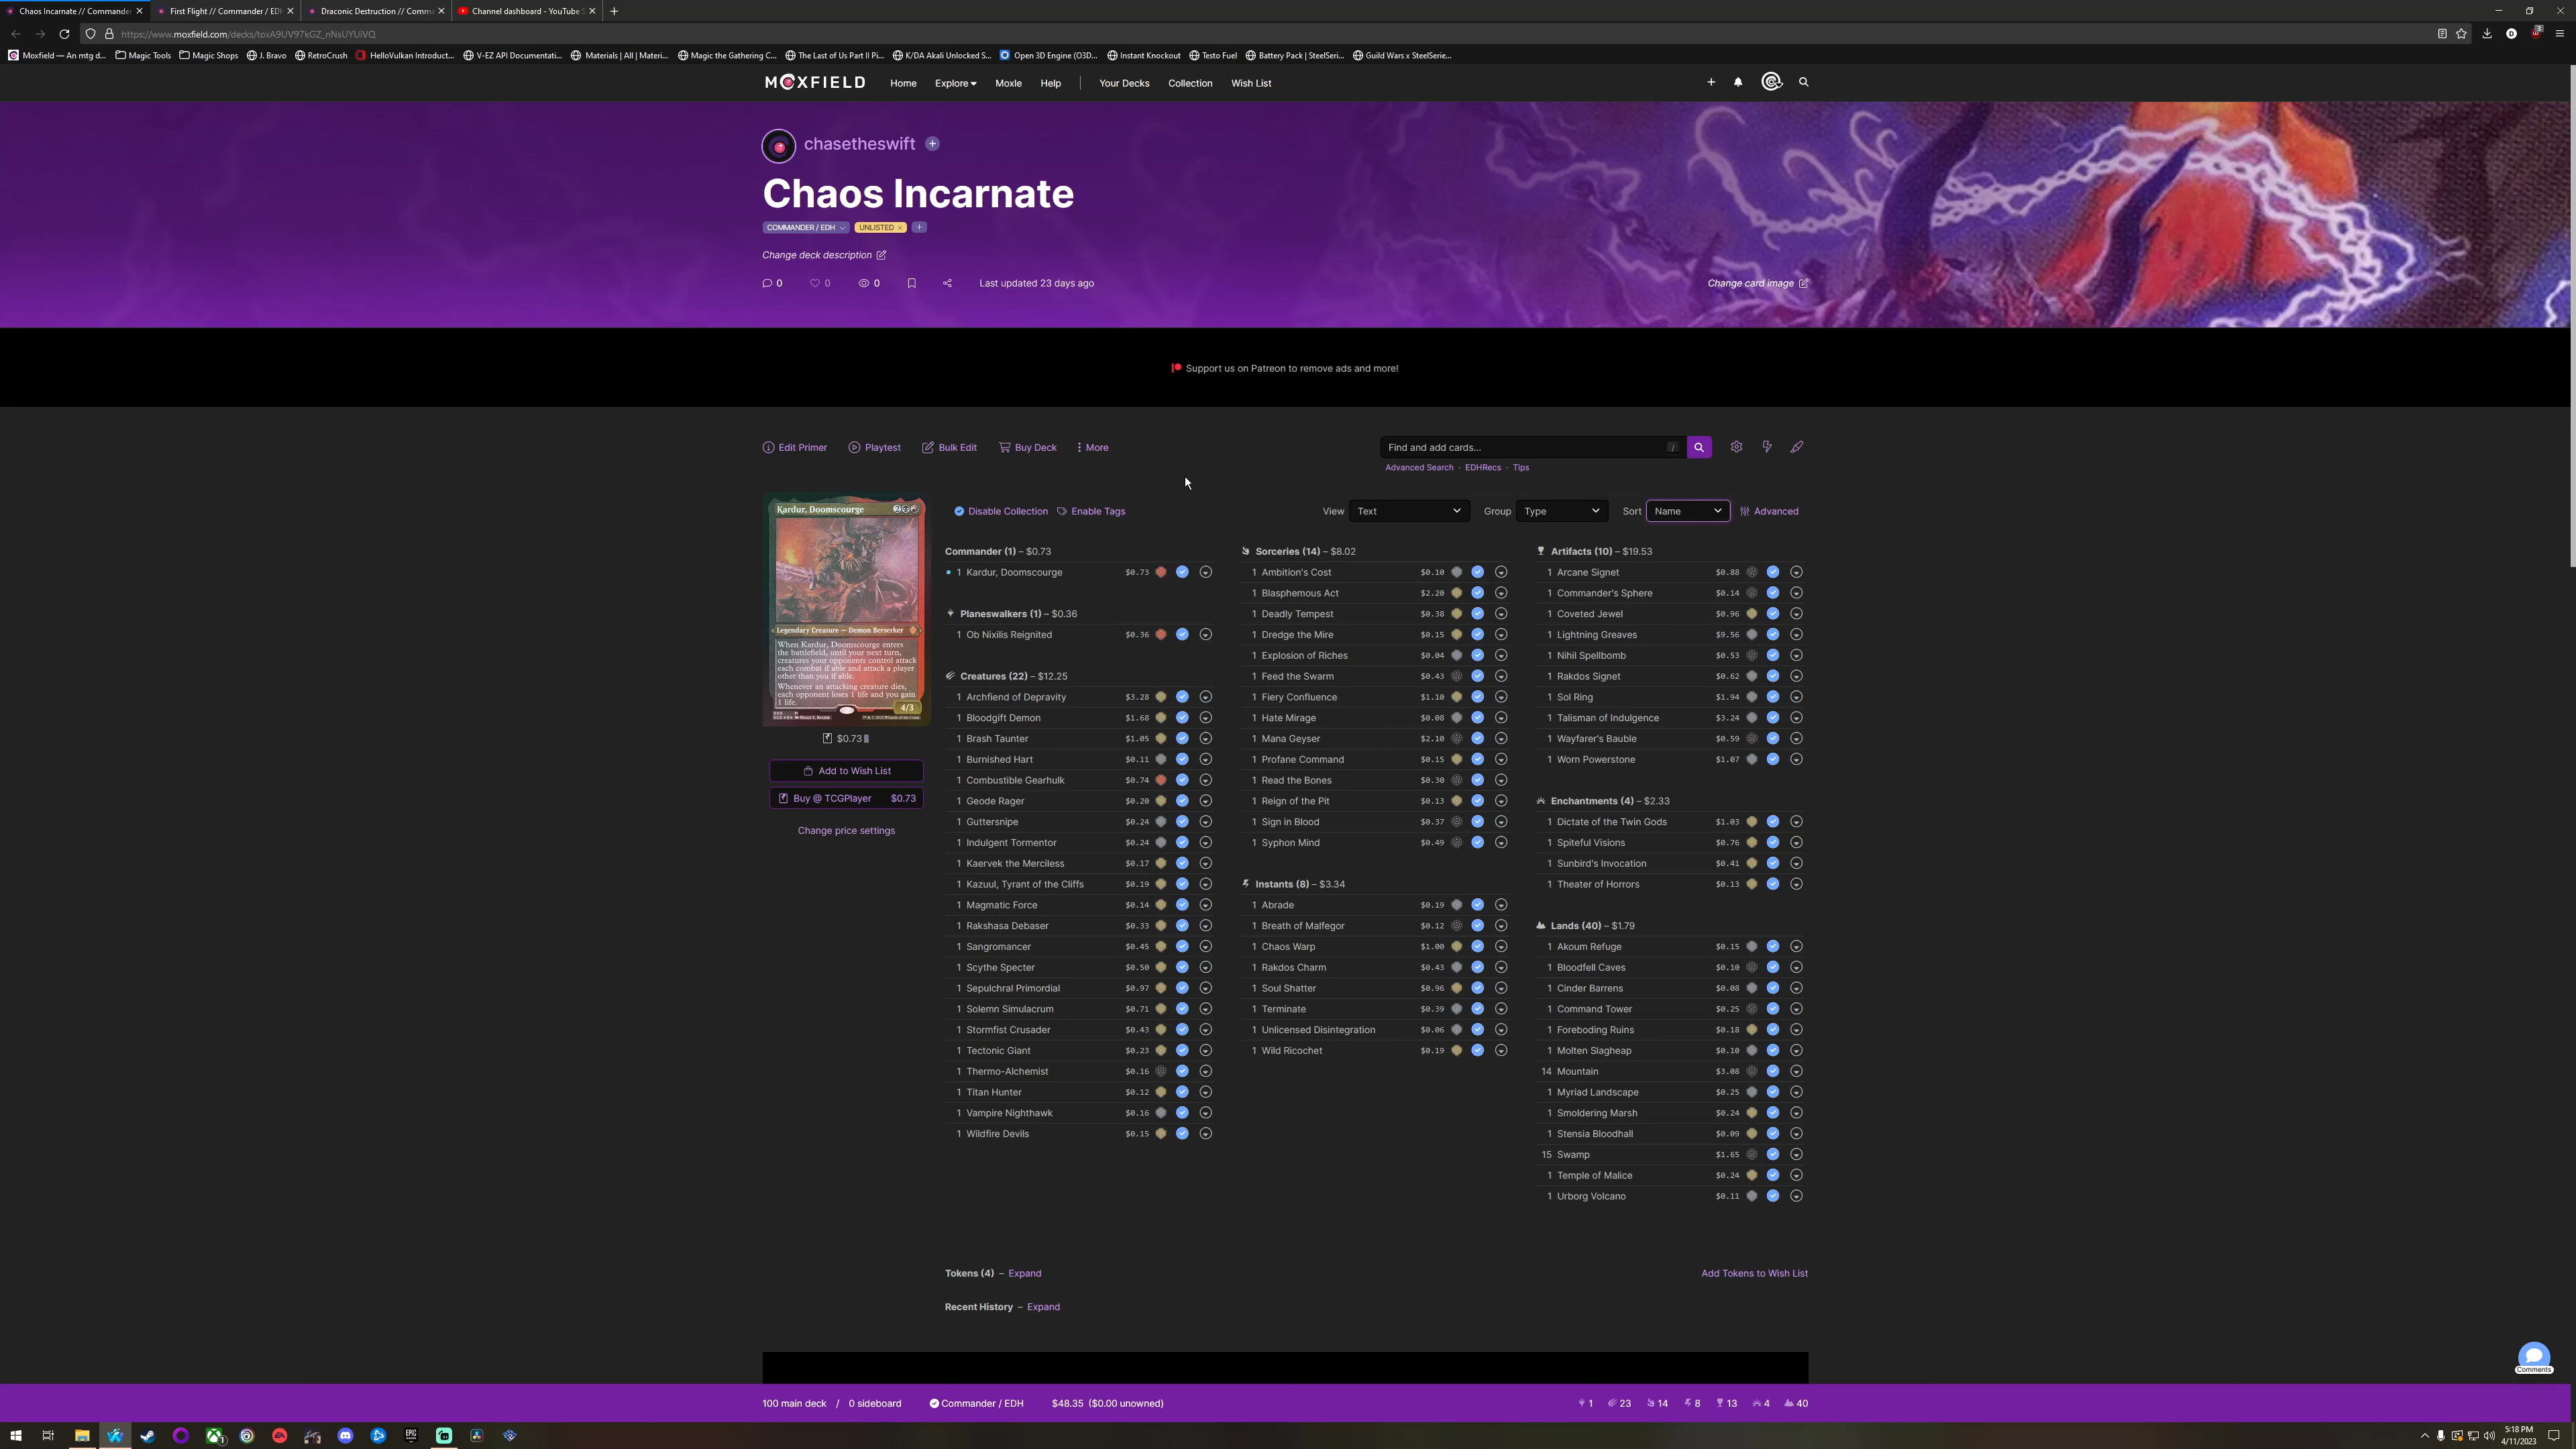 Chaos Incarnate // Commander
First Flight // Commander / EDH
Draconic Destruction // Comma
Channel dashboard - YouTube S
https://www.moxfield.com/decks/toxA9UV97kGZ_nNsUYUiVQ
Moxfield — An mtg d...
Magic Tools
Magic Shops
J. Bravo
RetroCrush
HelloVulkan Introduct...
V-EZ API Documentati...
Materials | All | Materi...
Magic the Gathering C...
The Last of Us Part II Pi...
K/DA Akali Unlocked S...
Open 3D Engine (O3D...
Instant Knockout
Testo Fuel
Battery Pack | SteelSeri...
Guild Wars x SteelSerie...
MOXFIELD
Home
Explore
Moxle
Help
Your Decks
Collection
Wish List
chasetheswift
Chaos Incarnate
COMMANDER / EDH
UNLISTED ×
Change deck description
0 0 0
Last updated 23 days ago
Change card image
Support us on Patreon to remove ads and more!
Edit Primer
Playtest
Bulk Edit
Buy Deck
More
Find and add cards... /
Advanced Search · EDHRecs · Tips
Kardur, Doomscourge
Legendary Creature — Demon Berserker
When Kardur, Doomscourge enters
the battlefield, until your next turn,
creatures your opponents control attack
each combat if able and attack a player
other than you if able.
Whenever an attacking creature dies,
each opponent loses 1 life and you gain
1 life.
4/3
$0.73
Add to Wish List
Buy @ TCGPlayer $0.73
Change price settings
Disable Collection
Enable Tags
View Text
Group Type
Sort Name
Advanced
Commander (1) – $0.73
1 Kardur, Doomscourge $0.73
Planeswalkers (1) – $0.36
1 Ob Nixilis Reignited $0.36
Creatures (22) – $12.25
1 Archfiend of Depravity $3.28
1 Bloodgift Demon $1.68
1 Brash Taunter $1.05
1 Burnished Hart $0.11
1 Combustible Gearhulk $0.74
1 Geode Rager $0.20
1 Guttersnipe $0.24
1 Indulgent Tormentor $0.24
1 Kaervek the Merciless $0.17
1 Kazuul, Tyrant of the Cliffs $0.19
1 Magmatic Force $0.14
1 Rakshasa Debaser $0.33
1 Sangromancer $0.45
1 Scythe Specter $0.50
1 Sepulchral Primordial $0.97
1 Solemn Simulacrum $0.71
1 Stormfist Crusader $0.43
1 Tectonic Giant $0.23
1 Thermo-Alchemist $0.16
1 Titan Hunter $0.12
1 Vampire Nighthawk $0.16
1 Wildfire Devils $0.15
Sorceries (14) – $8.02
1 Ambition's Cost $0.10
1 Blasphemous Act $2.20
1 Deadly Tempest $0.38
1 Dredge the Mire $0.15
1 Explosion of Riches $0.04
1 Feed the Swarm $0.43
1 Fiery Confluence $1.10
1 Hate Mirage $0.08
1 Mana Geyser $2.10
1 Profane Command $0.15
1 Read the Bones $0.30
1 Reign of the Pit $0.13
1 Sign in Blood $0.37
1 Syphon Mind $0.49
Instants (8) – $3.34
1 Abrade $0.19
1 Breath of Malfegor $0.12
1 Chaos Warp $1.00
1 Rakdos Charm $0.43
1 Soul Shatter $0.96
1 Terminate $0.39
1 Unlicensed Disintegration $0.06
1 Wild Ricochet $0.19
Artifacts (10) – $19.53
1 Arcane Signet $0.88
1 Commander's Sphere $0.14
1 Coveted Jewel $0.96
1 Lightning Greaves $9.56
1 Nihil Spellbomb $0.53
1 Rakdos Signet $0.62
1 Sol Ring $1.94
1 Talisman of Indulgence $3.24
1 Wayfarer's Bauble $0.59
1 Worn Powerstone $1.07
Enchantments (4) – $2.33
1 Dictate of the Twin Gods $1.03
1 Spiteful Visions $0.76
1 Sunbird's Invocation $0.41
1 Theater of Horrors $0.13
Lands (40) – $1.79
1 Akoum Refuge $0.15
1 Bloodfell Caves $0.10
1 Cinder Barrens $0.08
1 Command Tower $0.25
1 Foreboding Ruins $0.18
1 Molten Slagheap $0.10
14 Mountain $3.08
1 Myriad Landscape $0.25
1 Smoldering Marsh $0.24
1 Stensia Bloodhall $0.09
15 Swamp $1.65
1 Temple of Malice $0.24
1 Urborg Volcano $0.11
Tokens (4) – Expand
Add Tokens to Wish List
Recent History – Expand
Comments
100 main deck / 0 sideboard
Commander / EDH
$48.35 ($0.00 unowned)
1 23 14 8 13 4 40
5:18 PM
4/11/2023